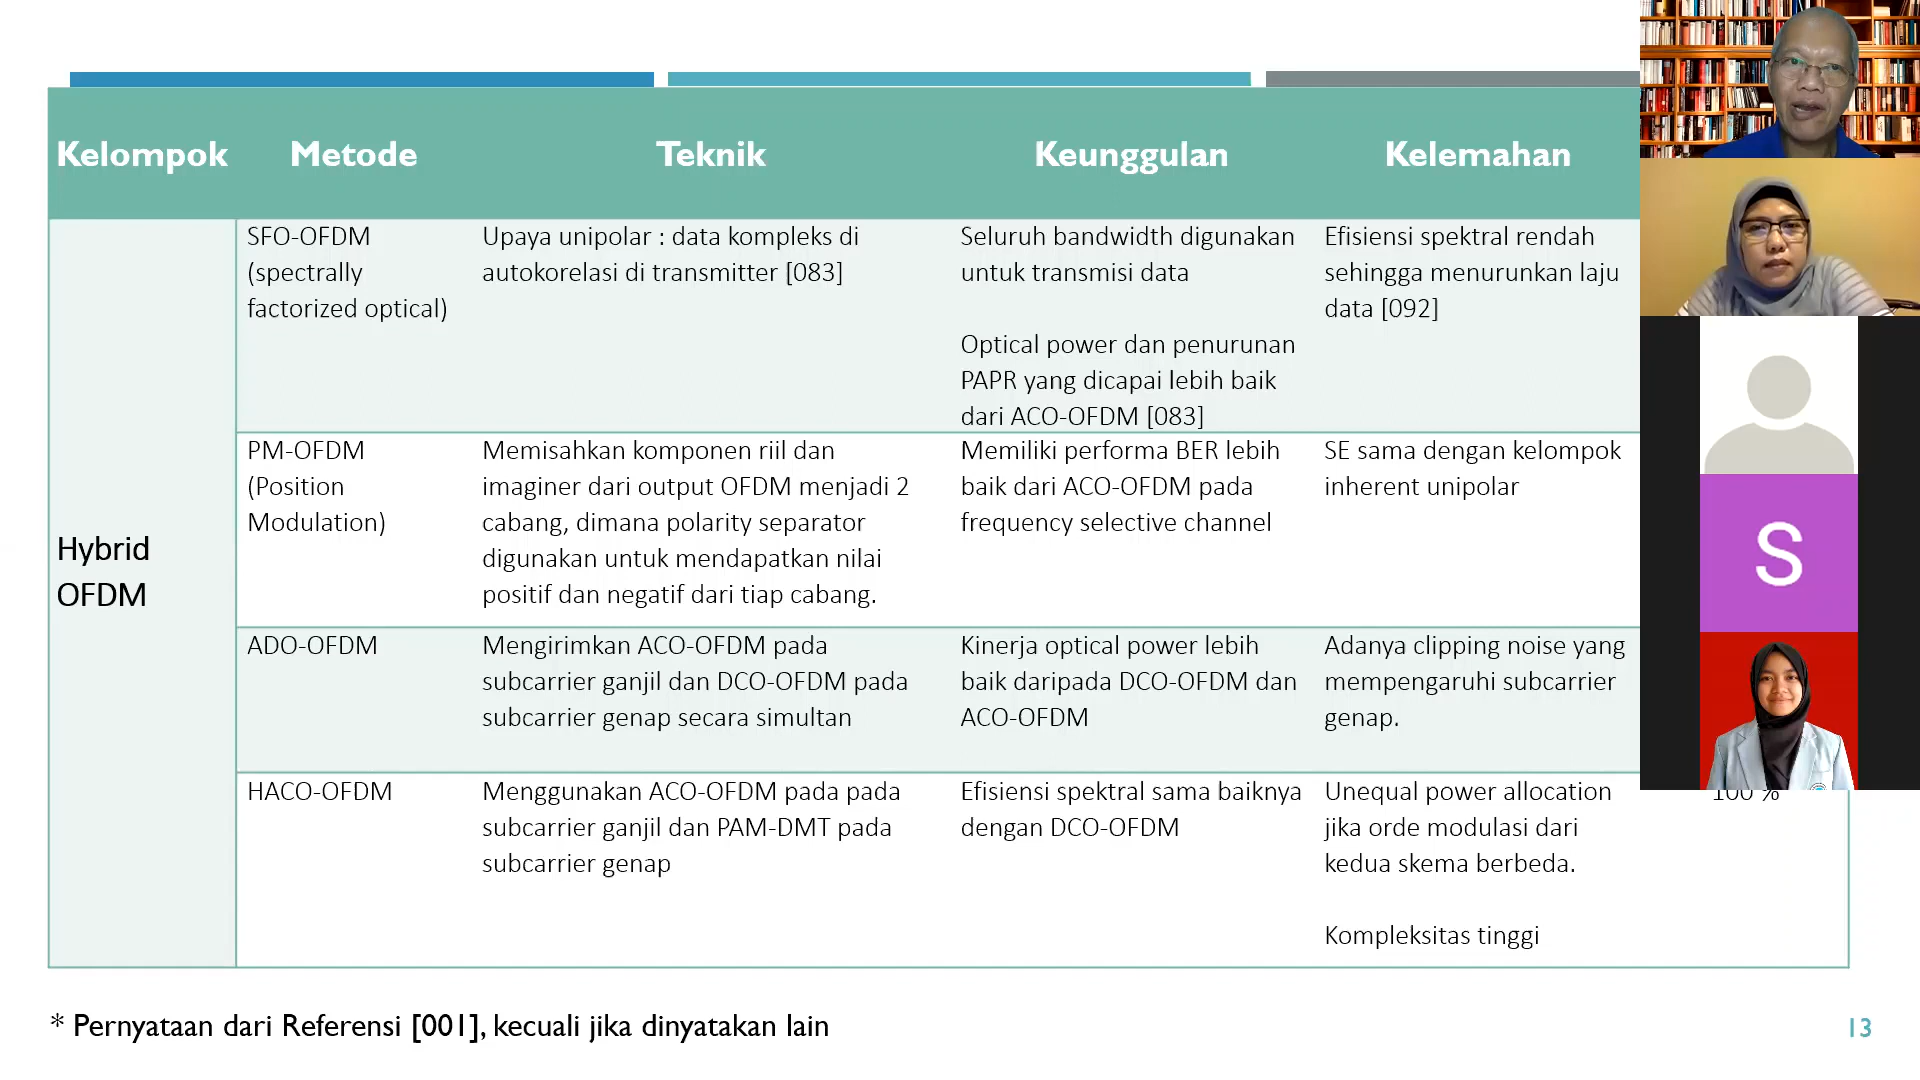 Kelompok
Metode
Teknik
Keunggulan
Kelemahan
Hybrid
OFDM
SFO-OFDM
(spectrally
factorized optical)
Upaya unipolar : data kompleks di
autokorelasi di transmitter [083]
Seluruh bandwidth digunakan
untuk transmisi data
Optical power dan penurunan
PAPR yang dicapai lebih baik
dari ACO-OFDM [083]
Efisiensi spektral rendah
sehingga menurunkan laju
data [092]
PM-OFDM
(Position
Modulation)
Memisahkan komponen riil dan
imaginer dari output OFDM menjadi 2
cabang, dimana polarity separator
digunakan untuk mendapatkan nilai
positif dan negatif dari tiap cabang.
Memiliki performa BER lebih
baik dari ACO-OFDM pada
frequency selective channel
SE sama dengan kelompok
inherent unipolar
ADO-OFDM
Mengirimkan ACO-OFDM pada
subcarrier ganjil dan DCO-OFDM pada
subcarrier genap secara simultan
Kinerja optical power lebih
baik daripada DCO-OFDM dan
ACO-OFDM
Adanya clipping noise yang
mempengaruhi subcarrier
genap.
HACO-OFDM
Menggunakan ACO-OFDM pada pada
subcarrier ganjil dan PAM-DMT pada
subcarrier genap
Efisiensi spektral sama baiknya
dengan DCO-OFDM
Unequal power allocation
jika orde modulasi dari
kedua skema berbeda.
Kompleksitas tinggi
100 %
* Pernyataan dari Referensi [001], kecuali jika dinyatakan lain
13
S